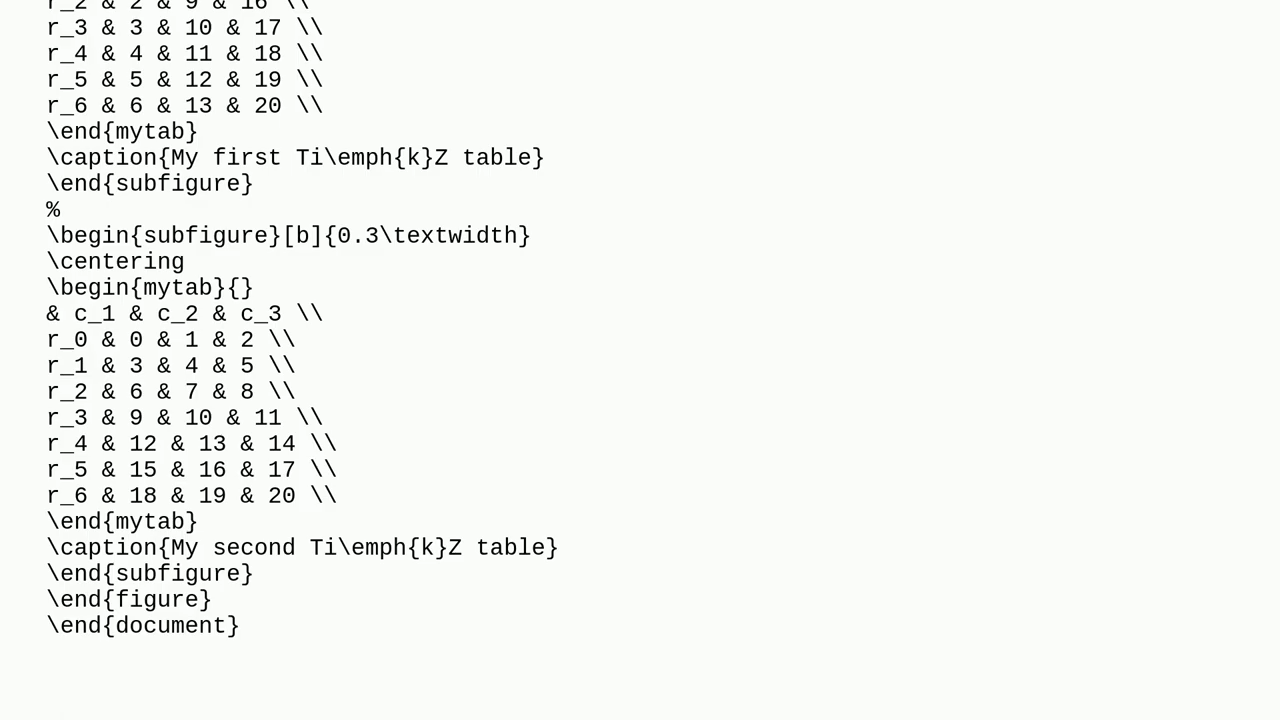 r_2 & 2 & 9 & 16 \\
r_3 & 3 & 10 & 17 \\
r_4 & 4 & 11 & 18 \\
r_5 & 5 & 12 & 19 \\
r_6 & 6 & 13 & 20 \\
\end{mytab}
\caption{My first Ti\emph{k}Z table}
\end{subfigure}
%
\begin{subfigure}[b]{0.3\textwidth}
\centering
\begin{mytab}{}
& c_1 & c_2 & c_3 \\
r_0 & 0 & 1 & 2 \\
r_1 & 3 & 4 & 5 \\
r_2 & 6 & 7 & 8 \\
r_3 & 9 & 10 & 11 \\
r_4 & 12 & 13 & 14 \\
r_5 & 15 & 16 & 17 \\
r_6 & 18 & 19 & 20 \\
\end{mytab}
\caption{My second Ti\emph{k}Z table}
\end{subfigure}
\end{figure}
\end{document}